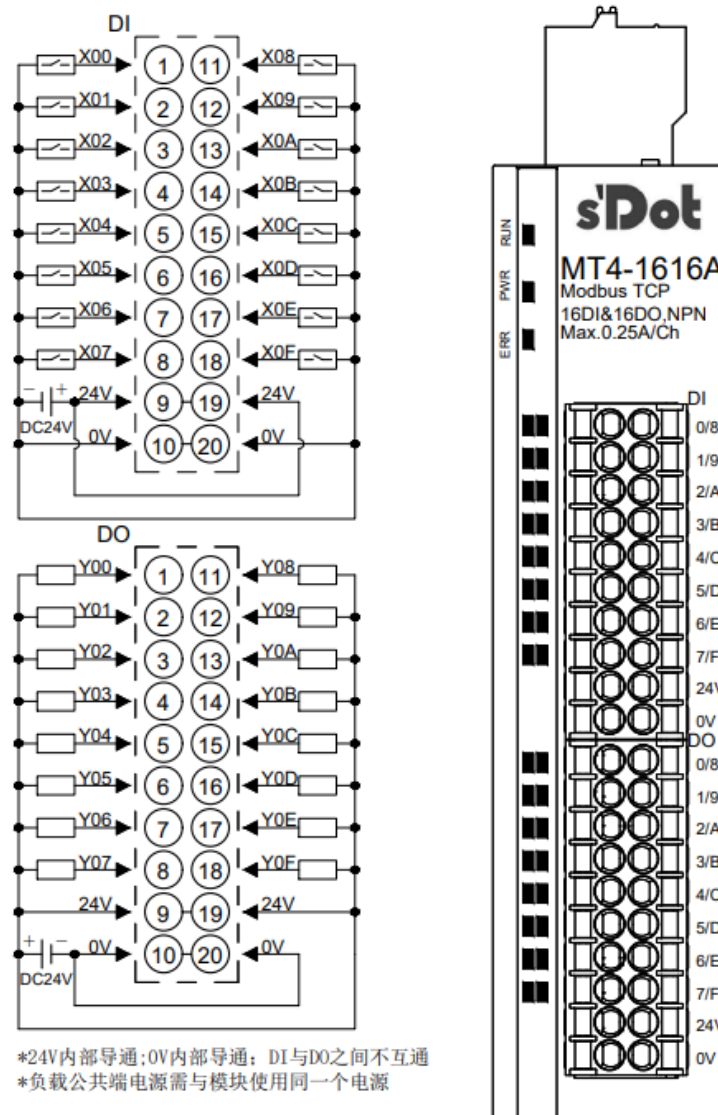 DI
X00 1 11 X08
X01 2 12 X09
X02 3 13 X0A
X03 4 14 X0B
X04 5 15 X0C
X05 6 16 X0D
X06 7 17 X0E
X07 8 18 X0F
− + 24V 9 19 24V
DC24V
0V 10 20 0V
DO
Y00 1 11 Y08
Y01 2 12 Y09
Y02 3 13 Y0A
Y03 4 14 Y0B
Y04 5 15 Y0C
Y05 6 16 Y0D
Y06 7 17 Y0E
Y07 8 18 Y0F
24V 9 19 24V
+ − 0V 10 20 0V
DC24V
*24V内部导通;0V内部导通；DI与DO之间不互通
*负载公共端电源需与模块使用同一个电源
s'Dot
RUN
PWR
ERR
MT4-1616A
Modbus TCP
16DI&16DO,NPN
Max.0.25A/Ch
DI
0/8
1/9
2/A
3/B
4/C
5/D
6/E
7/F
24V
0V
DO
0/8
1/9
2/A
3/B
4/C
5/D
6/E
7/F
24V
0V